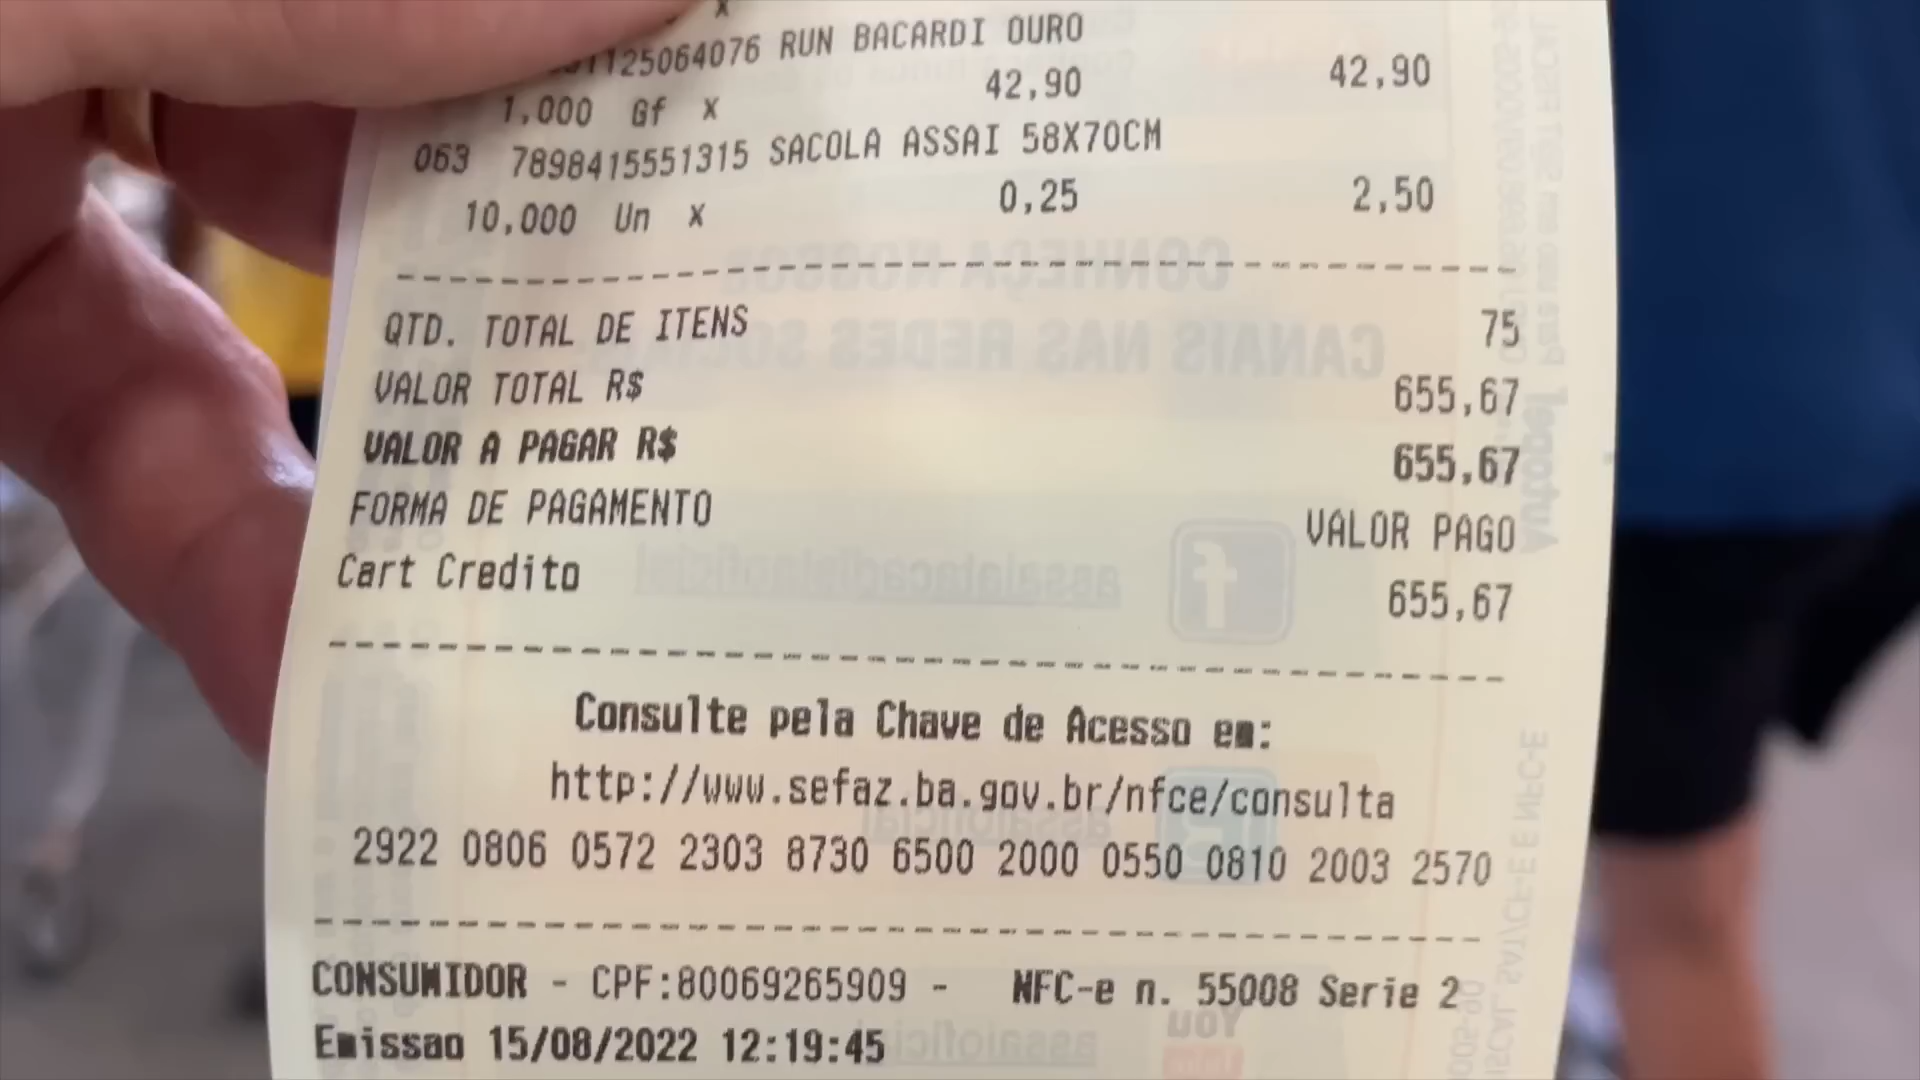 125064076 RUN BACARDI OURO
1,000 Gf X 42,90 42,90
063 7898415551315 SACOLA ASSAI 58X70CM
10,000 Un X 0,25 2,50
QTD. TOTAL DE ITENS 75
VALOR TOTAL R$ 655,67
VALOR A PAGAR R$ 655,67
FORMA DE PAGAMENTO VALOR PAGO
Cart Credito 655,67
Consulte pela Chave de Acesso em:
http://www.sefaz.ba.gov.br/nfce/consulta
2922 0806 0572 2303 8730 6500 2000 0550 0810 2003 2570
CONSUMIDOR - CPF:80069265909 - NFC-e n. 55008 Serie 2
Emissao 15/08/2022 12:19:45